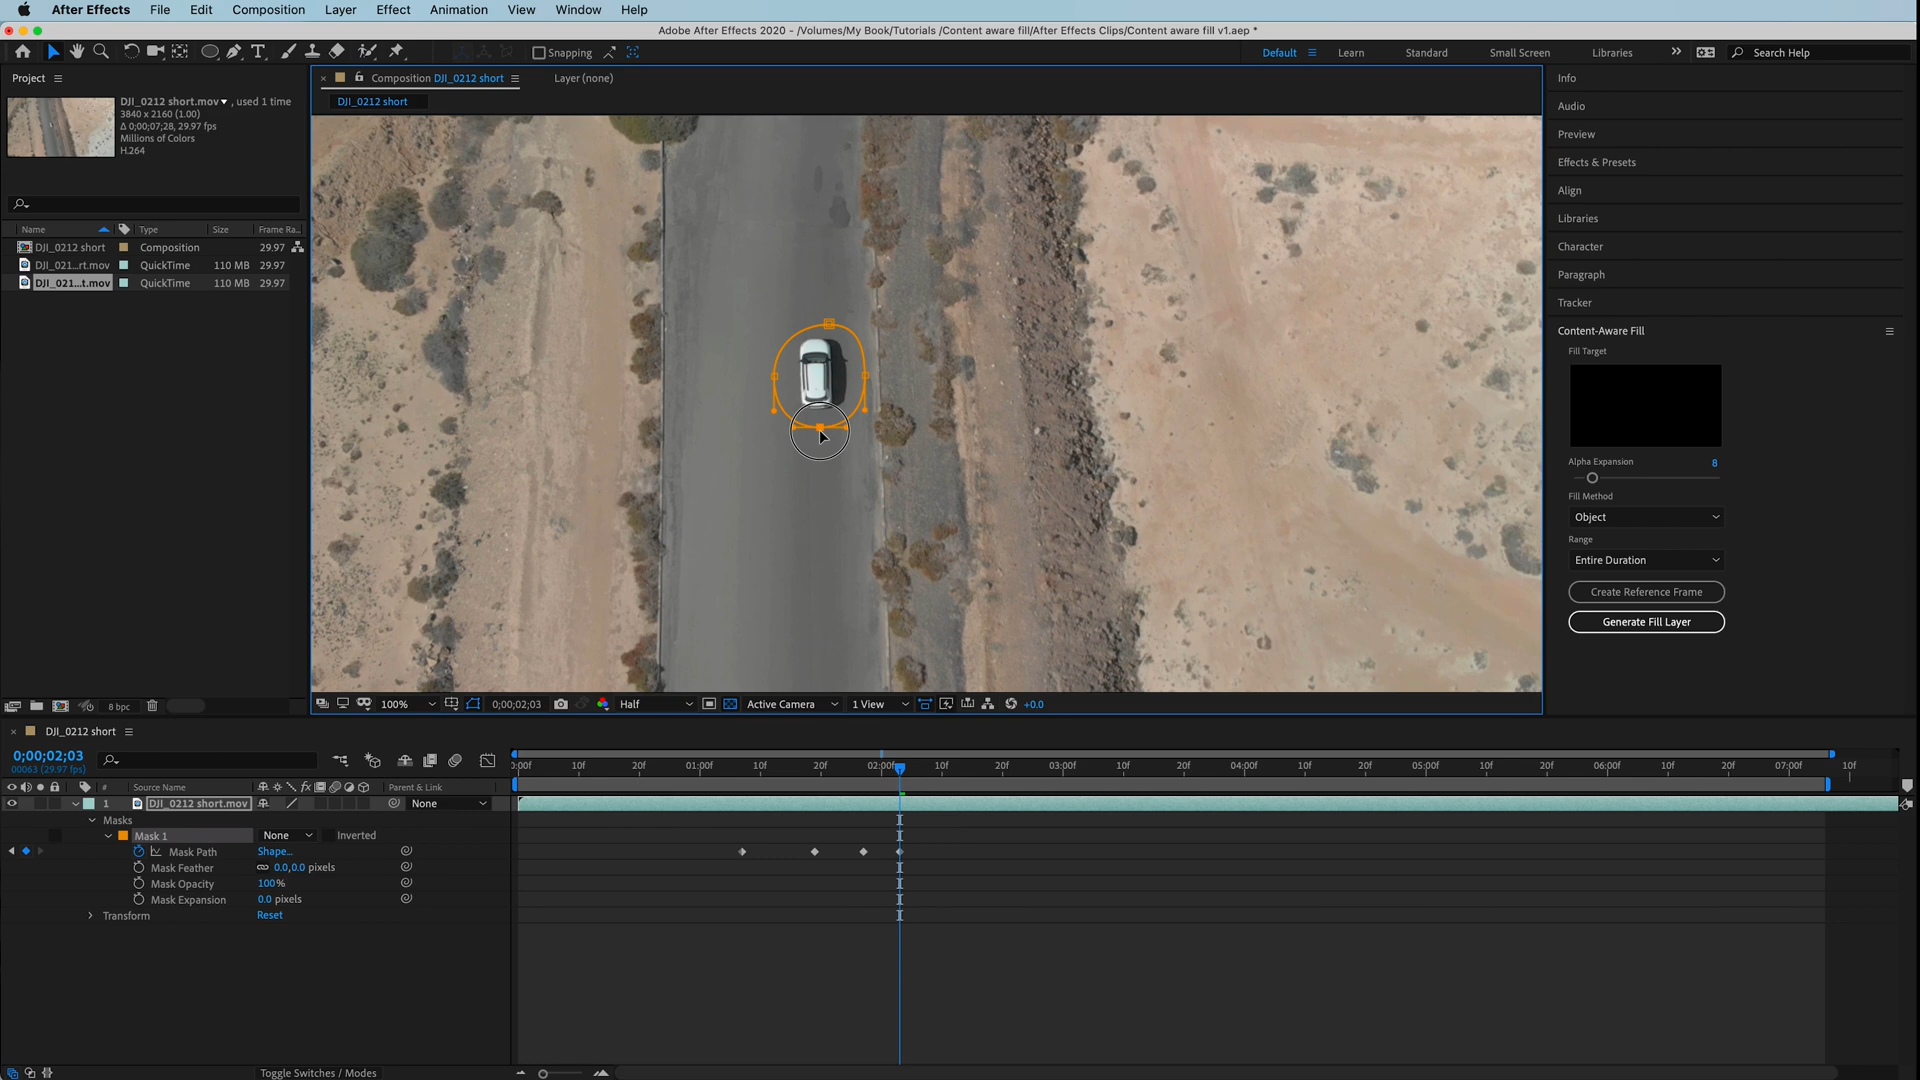 After Effects File Edit Composition Layer Effect Animation View Window Help
Adobe After Effects 2020 - /Volumes/My Book/Tutorials /Content aware fill/After Effects Clips/Content aware fill v1.aep *
Snapping Default Learn Standard Small Screen Libraries Search Help
Project
DJI_0212 short.mov , used 1 time
3840 x 2160 (1.00)
Δ 0;00;07;28, 29.97 fps
Millions of Colors
H.264
Name Type Size Frame Ra...
DJI_0212 short Composition 29.97
DJI_021...rt.mov QuickTime 110 MB 29.97
DJI_021...t.mov QuickTime 110 MB 29.97
8 bpc
Composition DJI_0212 short Layer (none)
DJI_0212 short
100% 0;00;02;03 Half Active Camera 1 View +0.0
Info
Audio
Preview
Effects & Presets
Align
Libraries
Character
Paragraph
Tracker
Content-Aware Fill
Fill Target
Alpha Expansion 8
Fill Method
Object
Range
Entire Duration
Create Reference Frame
Generate Fill Layer
DJI_0212 short
0;00;02;03
00063 (29.97 fps)
# Source Name fx Parent & Link
:00f 10f 20f 01:00f 10f 20f 02:00f 10f 20f 03:00f 10f 20f 04:00f 10f 20f 05:00f 10f 20f 06:00f 10f 20f 07:00f 10f
1 DJI_0212 short.mov None
Masks
Mask 1 None Inverted
Mask Path Shape...
Mask Feather 0.0,0.0 pixels
Mask Opacity 100%
Mask Expansion 0.0 pixels
Transform Reset
Toggle Switches / Modes